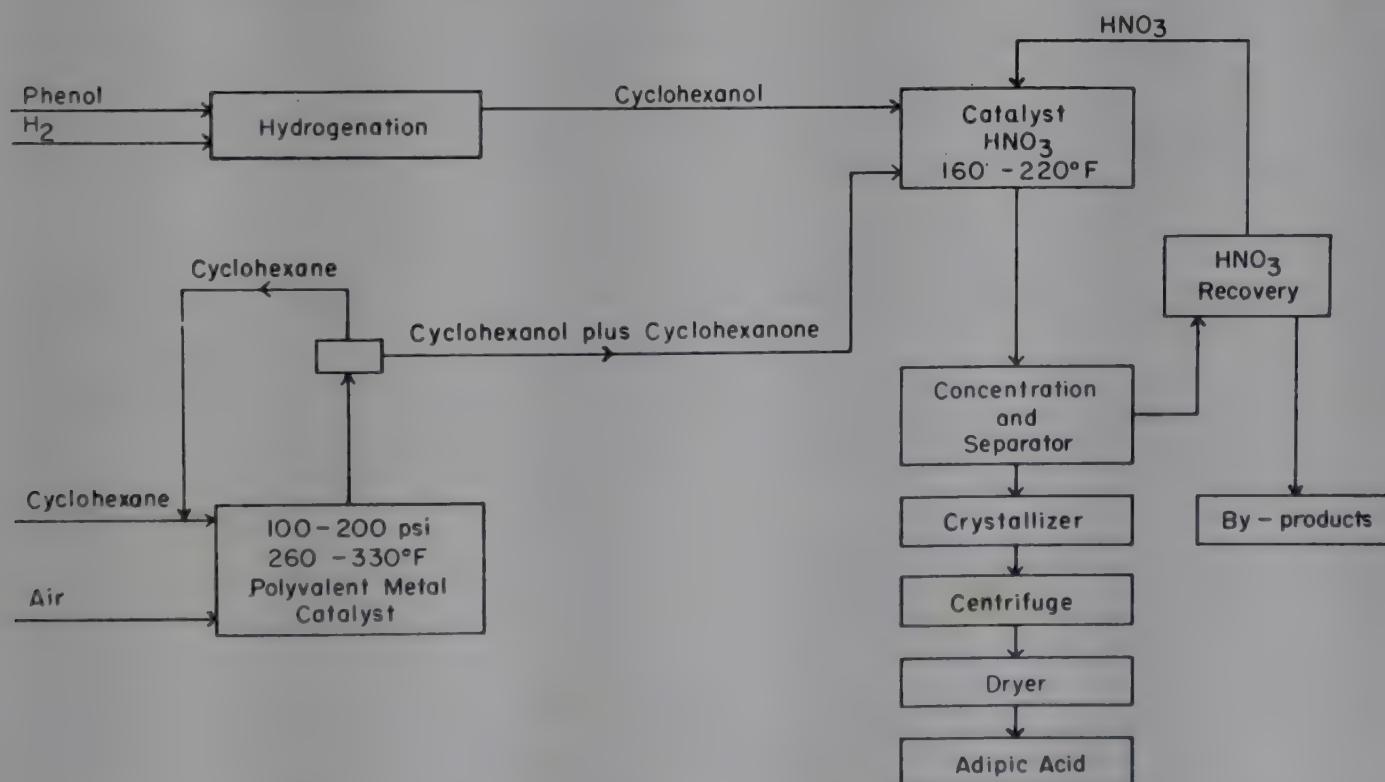 HNO3
Phenol
H2
Hydrogenation
Cyclohexanol
Catalyst
HNO3
160 - 220°F
HNO3
Recovery
Cyclohexane
Cyclohexanol plus Cyclohexanone
Concentration
and
Separator
Cyclohexane
Air
100 - 200 psi
260 - 330°F
Polyvalent Metal
Catalyst
Crystallizer
By - products
Centrifuge
Dryer
Adipic Acid